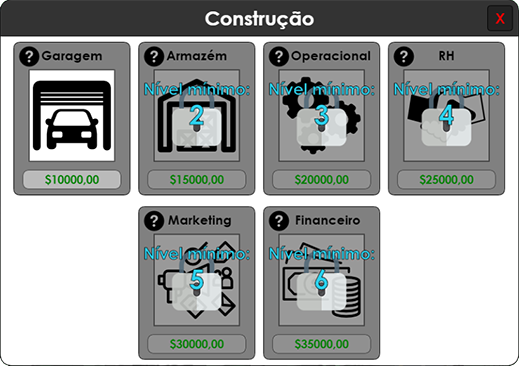 Construção
X
? Garagem
$10000,00
? Armazém
Nível mínimo:
2
$15000,00
? Operacional
Nível mínimo:
3
$20000,00
? RH
Nível mínimo:
4
$25000,00
? Marketing
Nível mínimo:
5
$30000,00
? Financeiro
Nível mínimo:
6
$35000,00